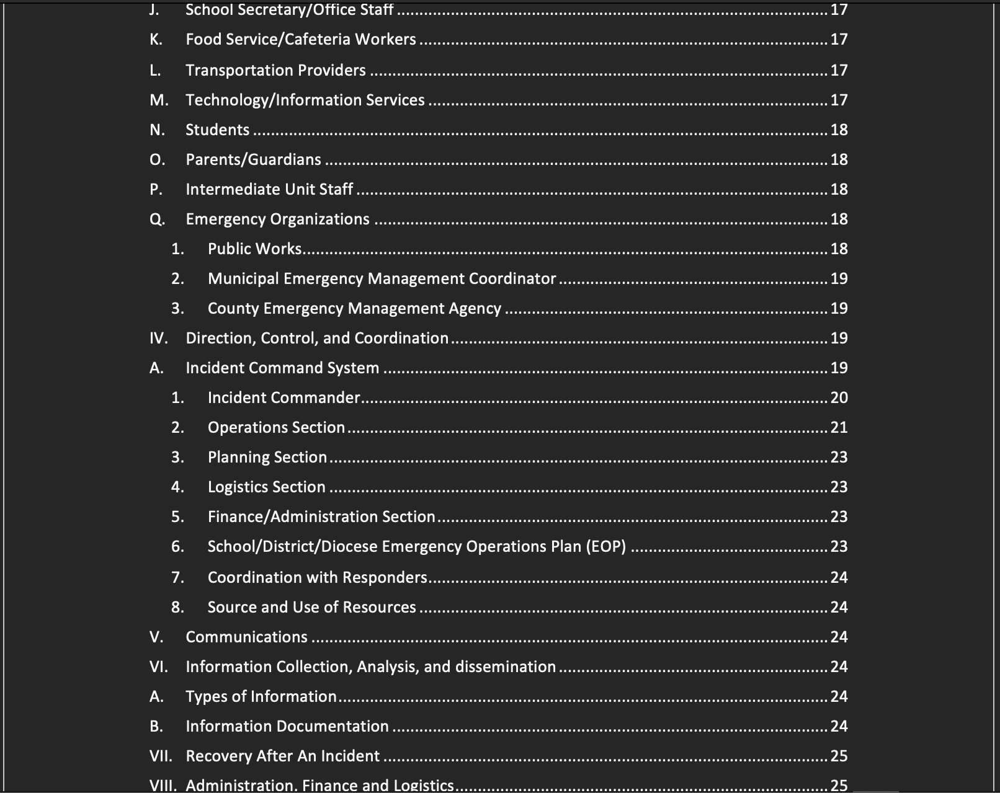 J. School Secretary/Office Staff ........ 17
K. Food Service/Cafeteria Workers ........ 17
L. Transportation Providers ........ 17
M. Technology/Information Services ........ 17
N. Students ........ 18
O. Parents/Guardians ........ 18
P. Intermediate Unit Staff ........ 18
Q. Emergency Organizations ........ 18
1. Public Works........ 18
2. Municipal Emergency Management Coordinator ........ 19
3. County Emergency Management Agency ........ 19
IV. Direction, Control, and Coordination ........ 19
A. Incident Command System ........ 19
1. Incident Commander........ 20
2. Operations Section ........ 21
3. Planning Section ........ 23
4. Logistics Section ........ 23
5. Finance/Administration Section ........ 23
6. School/District/Diocese Emergency Operations Plan (EOP) ........ 23
7. Coordination with Responders........ 24
8. Source and Use of Resources ........ 24
V. Communications ........ 24
VI. Information Collection, Analysis, and dissemination ........ 24
A. Types of Information ........ 24
B. Information Documentation ........ 24
VII. Recovery After An Incident ........ 25
VIII. Administration, Finance and Logistics........ 25